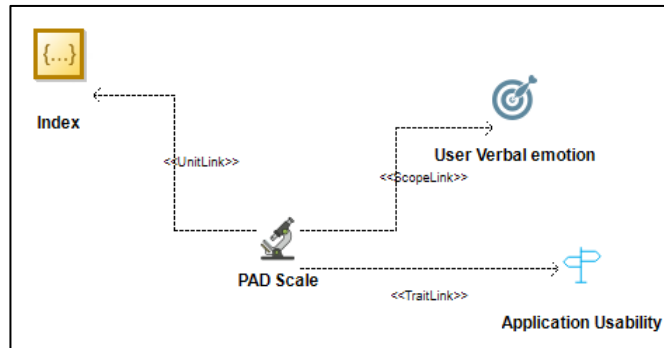 {...}
Index
<<UnitLink>>
User Verbal emotion
<<ScopeLink>>
PAD Scale
<<TraitLink>>
Application Usability